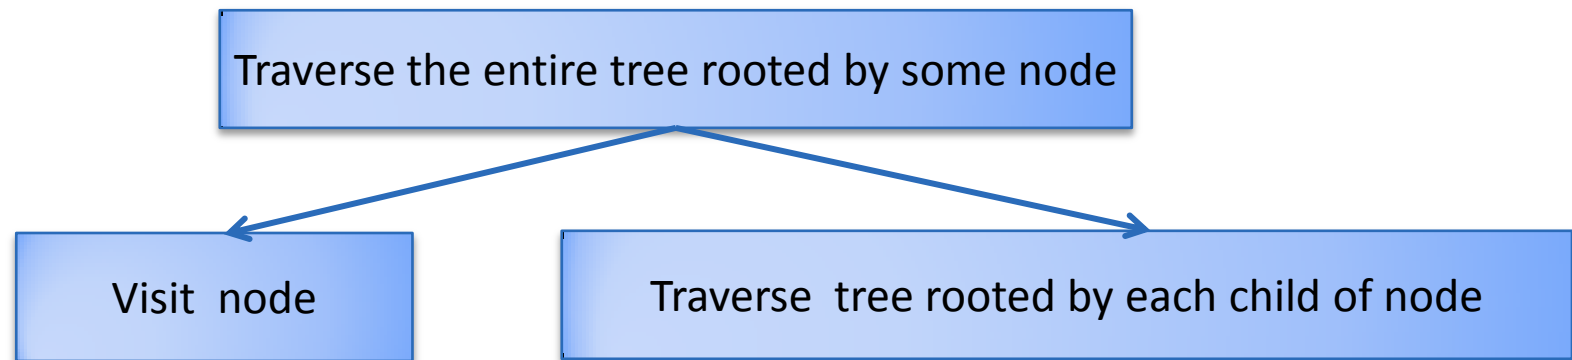 Traverse the entire tree rooted by some node
Visit node
Traverse tree rooted by each child of node